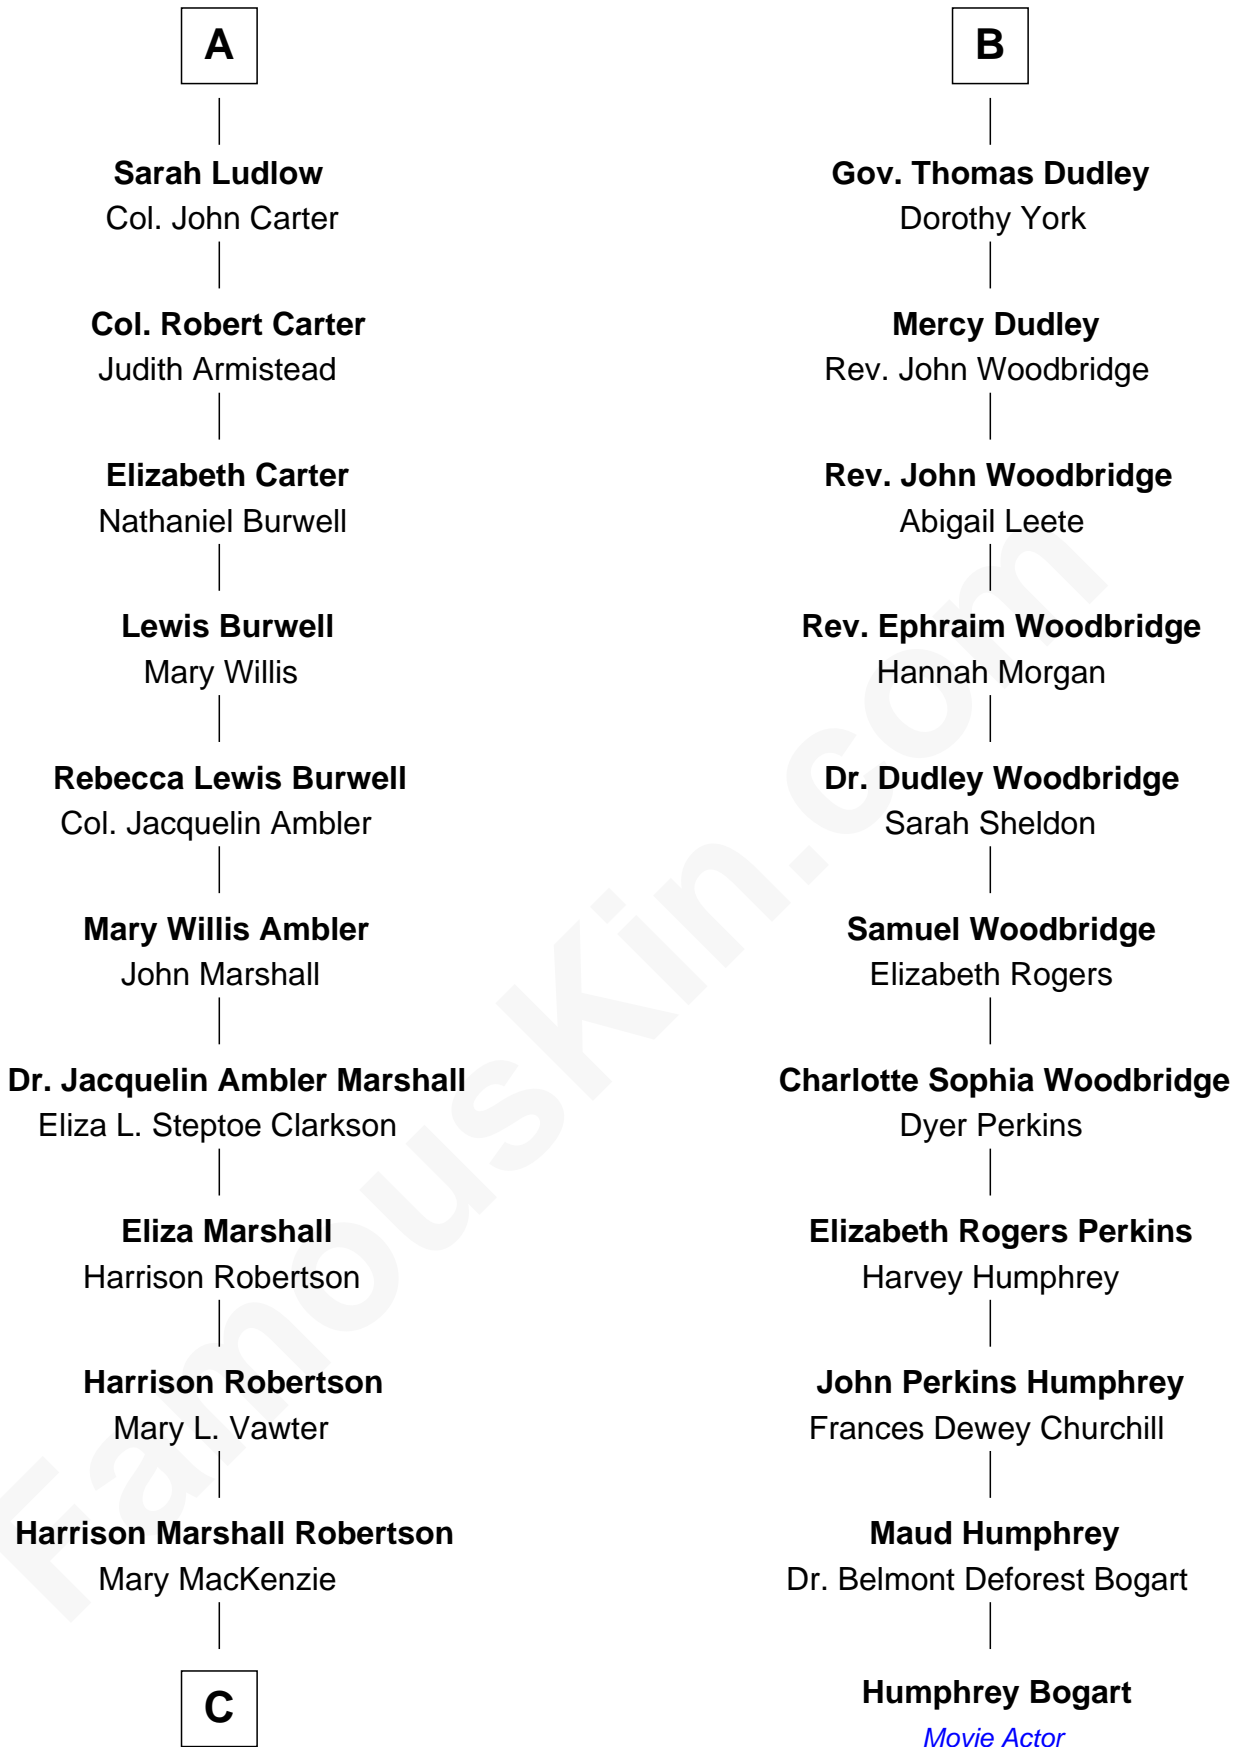 A
Sarah Ludlow
Col. John Carter
Col. Robert Carter
Judith Armistead
Elizabeth Carter
Nathaniel Burwell
Lewis Burwell
Mary Willis
Rebecca Lewis Burwell
Col. Jacquelin Ambler
Mary Willis Ambler
John Marshall
Dr. Jacquelin Ambler Marshall
Eliza L. Steptoe Clarkson
Eliza Marshall
Harrison Robertson
Harrison Robertson
Mary L. Vawter
Harrison Marshall Robertson
Mary MacKenzie
C
B
Gov. Thomas Dudley
Dorothy York
Mercy Dudley
Rev. John Woodbridge
Rev. John Woodbridge
Abigail Leete
Rev. Ephraim Woodbridge
Hannah Morgan
Dr. Dudley Woodbridge
Sarah Sheldon
Samuel Woodbridge
Elizabeth Rogers
Charlotte Sophia Woodbridge
Dyer Perkins
Elizabeth Rogers Perkins
Harvey Humphrey
John Perkins Humphrey
Frances Dewey Churchill
Maud Humphrey
Dr. Belmont Deforest Bogart
Humphrey Bogart
Movie Actor
FamousKin.com